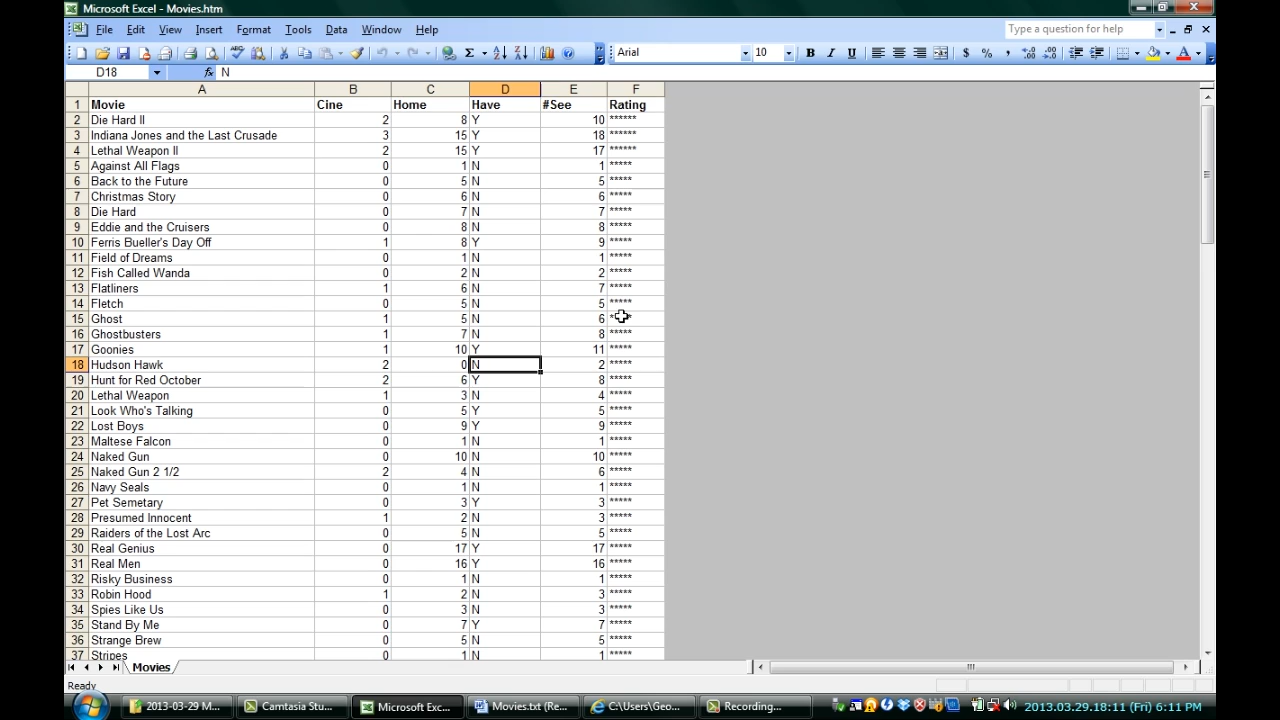 Microsoft Excel - Movies.htm
File Edit View Insert Format Tools Data Window Help
Type a question for help
Arial 10 B I U $ % ,
D18 fx N
A B C D E F
1 Movie Cine Home Have #See Rating
2 Die Hard II 2 8 Y 10 ******
3 Indiana Jones and the Last Crusade 3 15 Y 18 ******
4 Lethal Weapon II 2 15 Y 17 ******
5 Against All Flags 0 1 N 1 *****
6 Back to the Future 0 5 N 5 *****
7 Christmas Story 0 6 N 6 *****
8 Die Hard 0 7 N 7 *****
9 Eddie and the Cruisers 0 8 N 8 *****
10 Ferris Bueller's Day Off 1 8 Y 9 *****
11 Field of Dreams 0 1 N 1 *****
12 Fish Called Wanda 0 2 N 2 *****
13 Flatliners 1 6 N 7 *****
14 Fletch 0 5 N 5 *****
15 Ghost 1 5 N 6
16 Ghostbusters 1 7 N 8 *****
17 Goonies 1 10 Y 11 *****
18 Hudson Hawk 2 0 N 2 *****
19 Hunt for Red October 2 6 Y 8 *****
20 Lethal Weapon 1 3 N 4 *****
21 Look Who's Talking 0 5 Y 5 *****
22 Lost Boys 0 9 Y 9 *****
23 Maltese Falcon 0 1 N 1 *****
24 Naked Gun 0 10 N 10 *****
25 Naked Gun 2 1/2 2 4 N 6 *****
26 Navy Seals 0 1 N 1 *****
27 Pet Semetary 0 3 Y 3 *****
28 Presumed Innocent 1 2 N 3 *****
29 Raiders of the Lost Arc 0 5 N 5 *****
30 Real Genius 0 17 Y 17 *****
31 Real Men 0 16 Y 16 *****
32 Risky Business 0 1 N 1 *****
33 Robin Hood 1 2 N 3 *****
34 Spies Like Us 0 3 N 3 *****
35 Stand By Me 0 7 Y 7 *****
36 Strange Brew 0 5 N 5 *****
37 Stripes 0 1 N 1 *****
Movies
Ready
2013-03-29 M... Camtasia Stu... Microsoft Exc... Movies.txt (Re... C:\Users\Geo... Recording... 2013.03.29.18:11 (Fri) 6:11 PM